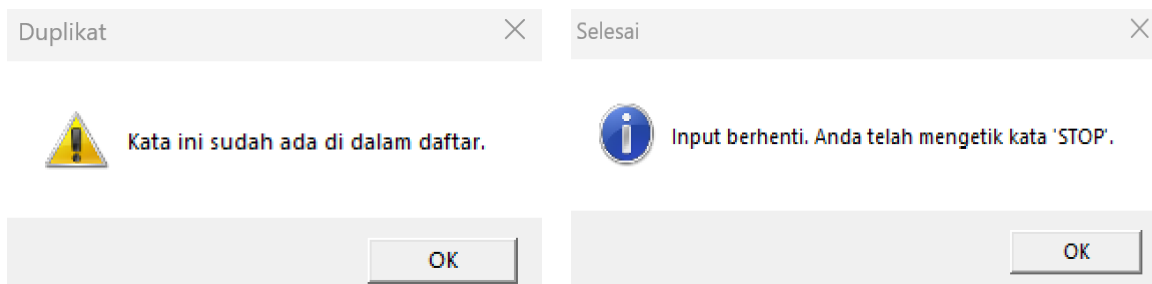 Duplikat
Kata ini sudah ada di dalam daftar.
OK
Selesai
Input berhenti. Anda telah mengetik kata 'STOP'.
OK